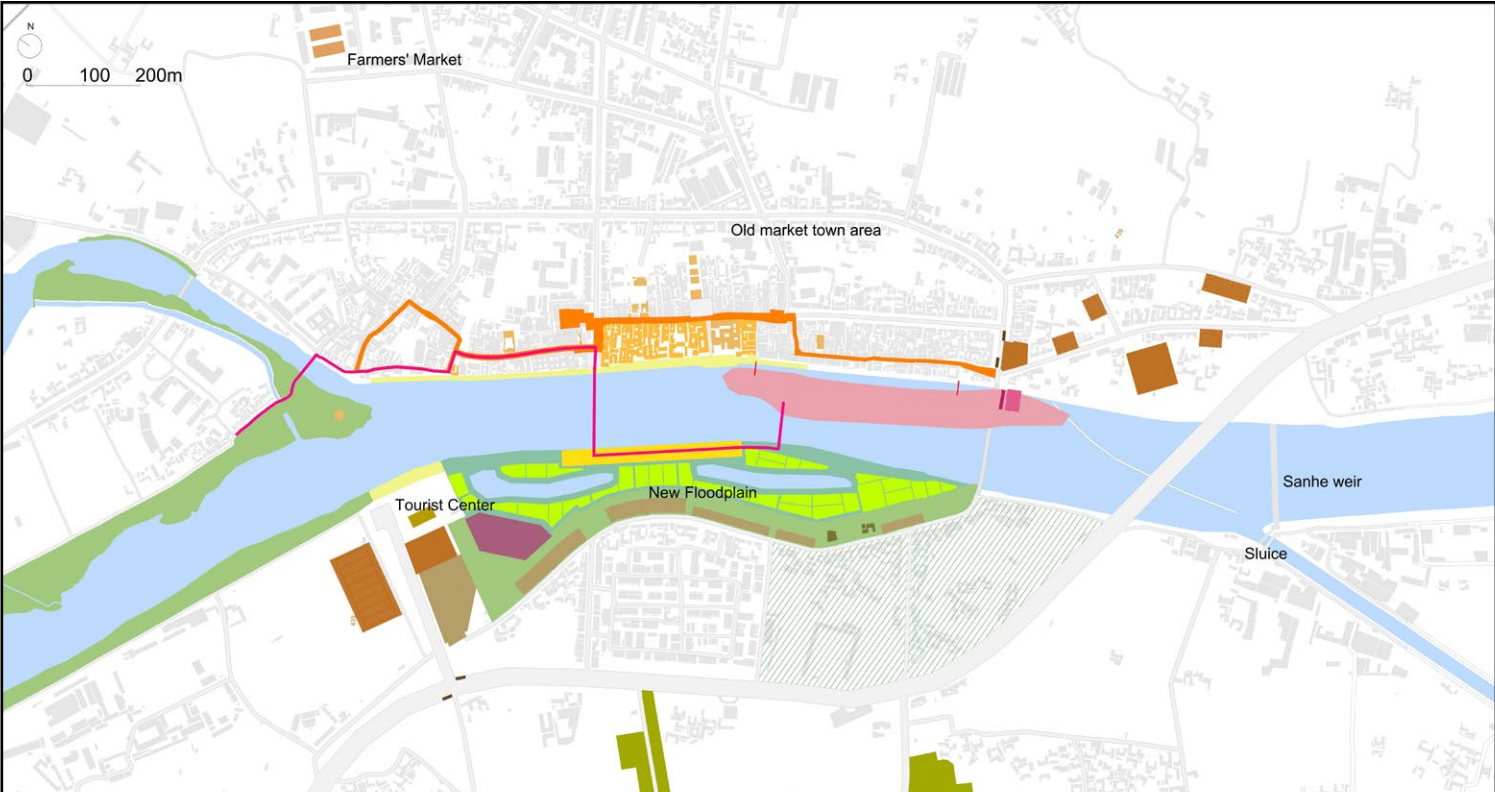 N
0 100 200m
Farmers' Market
Old market town area
Tourist Center
New Floodplain
Sanhe weir
Sluice